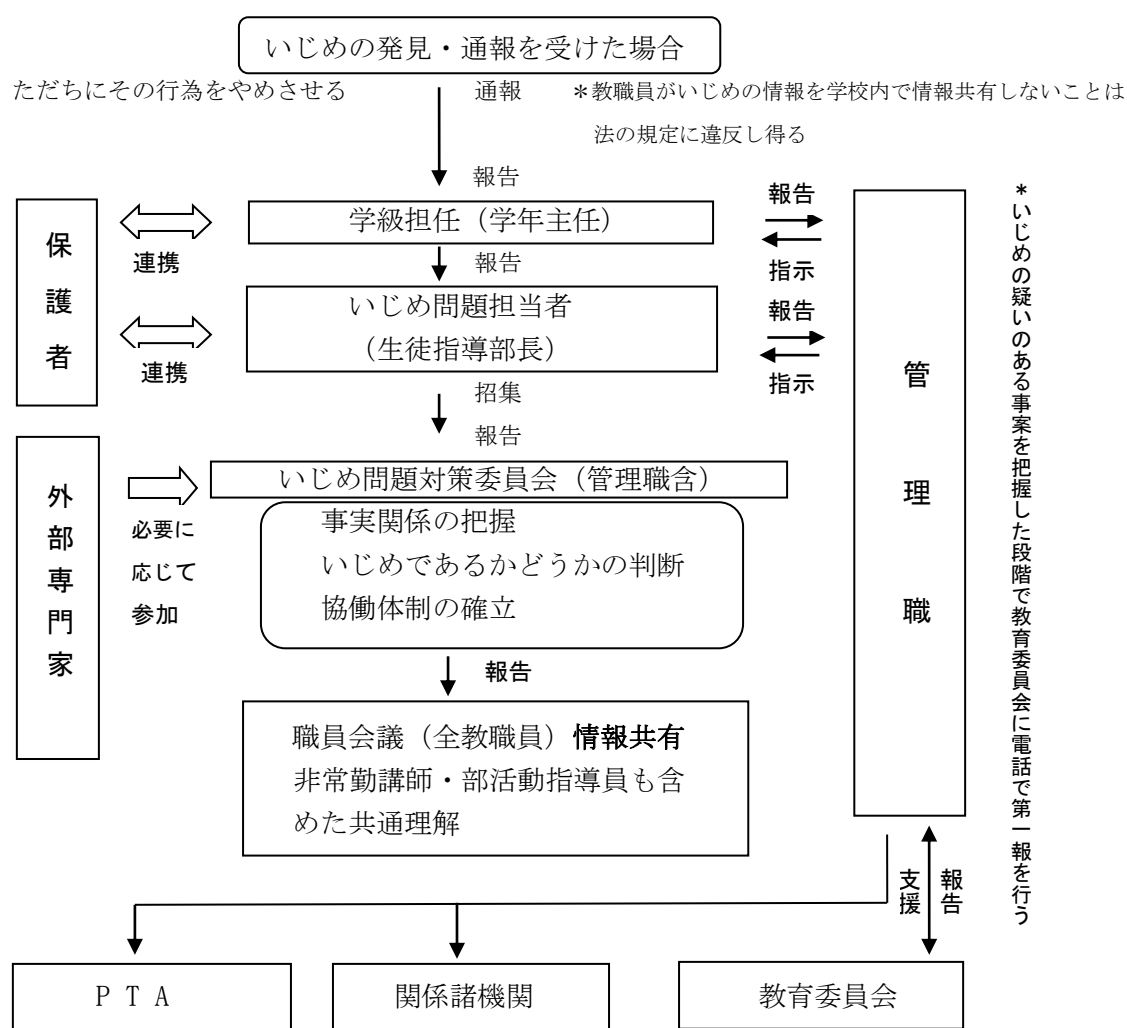 いじめの発見・通報を受けた場合
ただちにその行為をやめさせる
通報
＊教職員がいじめの情報を学校内で情報共有しないことは
法の規定に違反し得る
報告
保護者
連携
学級担任（学年主任）
報告
指示
報告
連携
いじめ問題担当者
（生徒指導部長）
報告
指示
招集
報告
管理職
＊いじめの疑いのある事案を把握した段階で教育委員会に電話で第一報を行う
外部専門家
必要に
応じて
参加
いじめ問題対策委員会（管理職含）
事実関係の把握
いじめであるかどうかの判断
協働体制の確立
報告
職員会議（全教職員）情報共有
非常勤講師・部活動指導員も含
めた共通理解
支援
報告
ＰＴＡ
関係諸機関
教育委員会